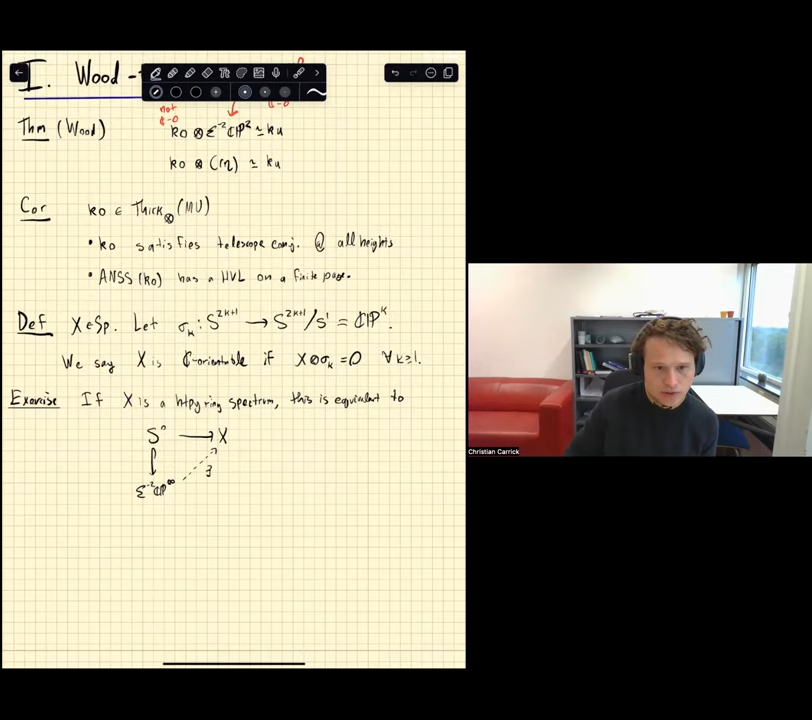 I. Wood -
not
ℂ-O
ℂ-O
Thm (Wood) ko ⊗ Σ⁻²ℂP² ≃ ku
ko ⊗ C(η) ≃ ku
Cor ko ∈ Thick⊗(MU)
• ko satisfies telescope conj. @ all heights
• ANSS(ko) has a HVL on a finite page.
Def X∈Sp. Let σₖ : S²ᵏ⁺¹ → S²ᵏ⁺¹/S¹ = ℂPᵏ.
We say X is ℂ-orientable if X⊗σₖ = 0 ∀k≥1.
Exercise If X is a htpy ring spectrum, this is equivalent to
S⁰ → X
∃
Σ⁻²ℂP^∞
Christian Carrick